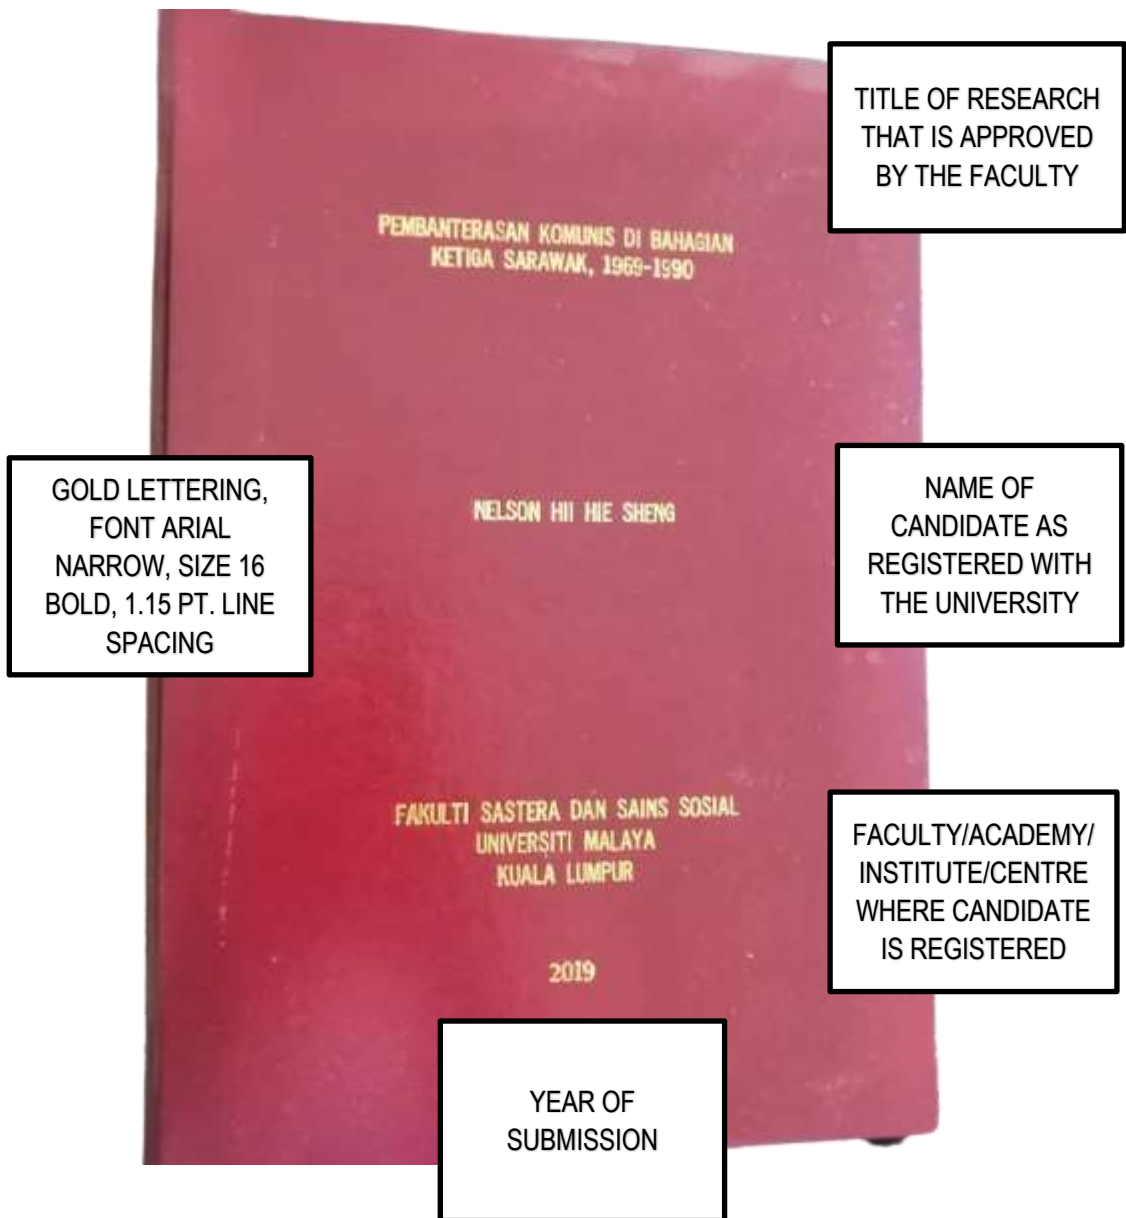 TITLE OF RESEARCH
THAT IS APPROVED
BY THE FACULTY
PEMBANTERASAN KOMUNIS DI BAHAGIAN
KETIGA SARAWAK, 1969-1990
GOLD LETTERING,
FONT ARIAL
NARROW, SIZE 16
BOLD, 1.15 PT. LINE
SPACING
NELSON HII HIE SHENG
NAME OF
CANDIDATE AS
REGISTERED WITH
THE UNIVERSITY
FAKULTI SASTERA DAN SAINS SOSIAL
UNIVERSITI MALAYA
KUALA LUMPUR
FACULTY/ACADEMY/
INSTITUTE/CENTRE
WHERE CANDIDATE
IS REGISTERED
2019
YEAR OF
SUBMISSION